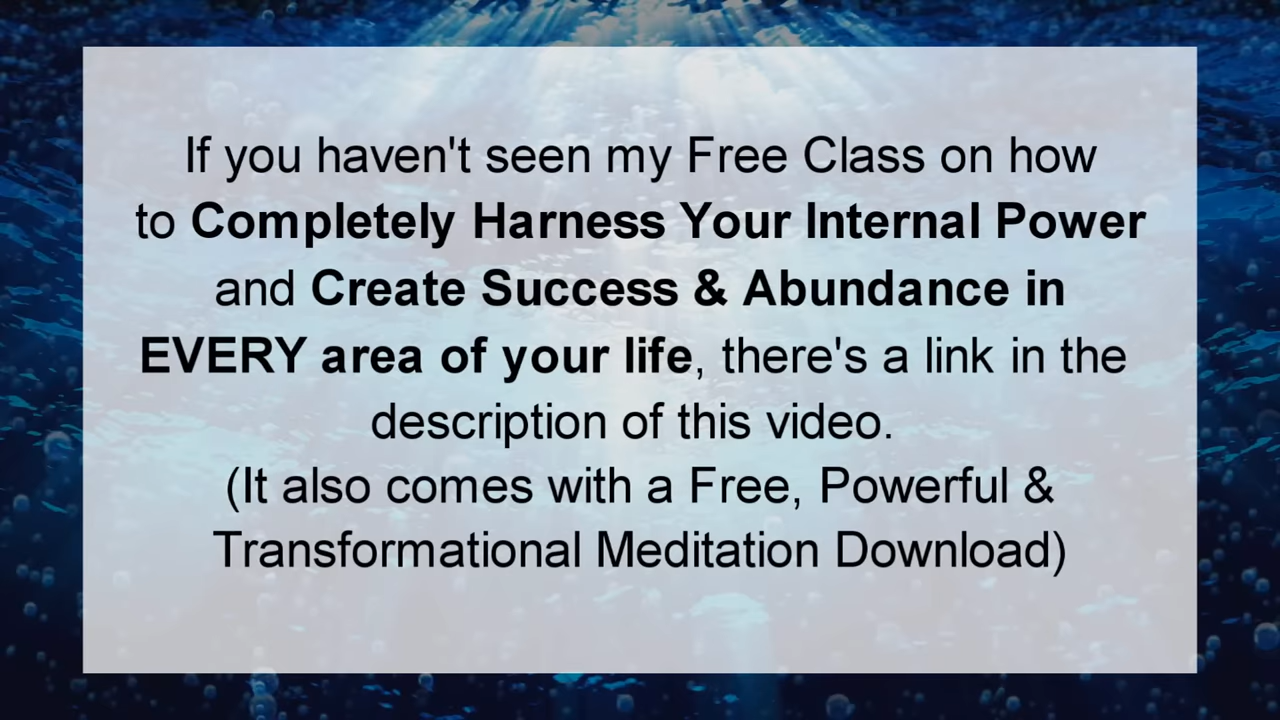 If you haven't seen my Free Class on how
to Completely Harness Your Internal Power
and Create Success & Abundance in
EVERY area of your life, there's a link in the
description of this video.
(It also comes with a Free, Powerful &
Transformational Meditation Download)